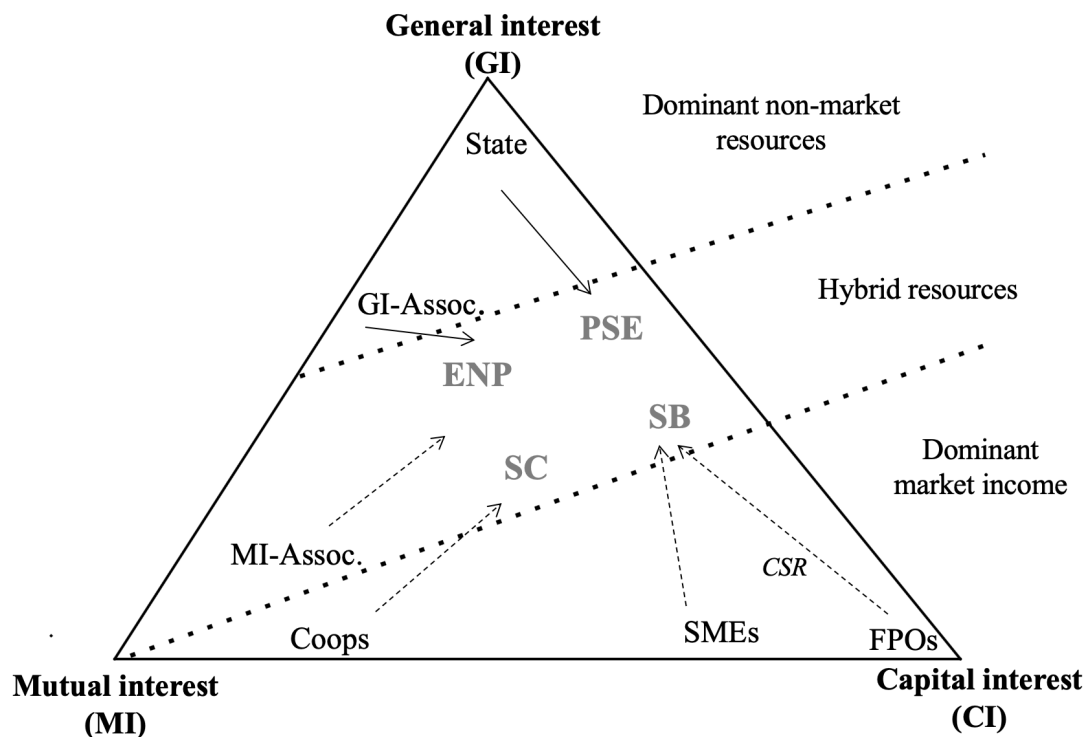 General interest
(GI)
Dominant non-market
resources
State
Hybrid resources
GI-Assoc.
PSE
ENP
SB
Dominant
market income
SC
MI-Assoc.
CSR
Coops
SMEs
FPOs
Mutual interest
(MI)
Capital interest
(CI)